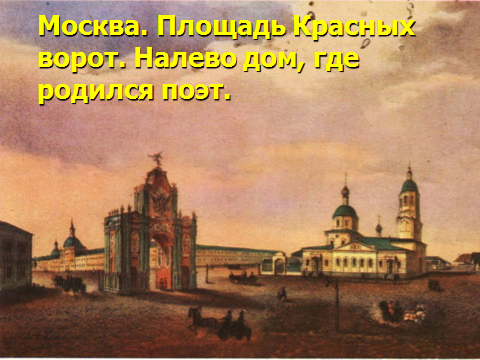 Москва. Площадь Красных
ворот. Налево дом, где
родился поэт.